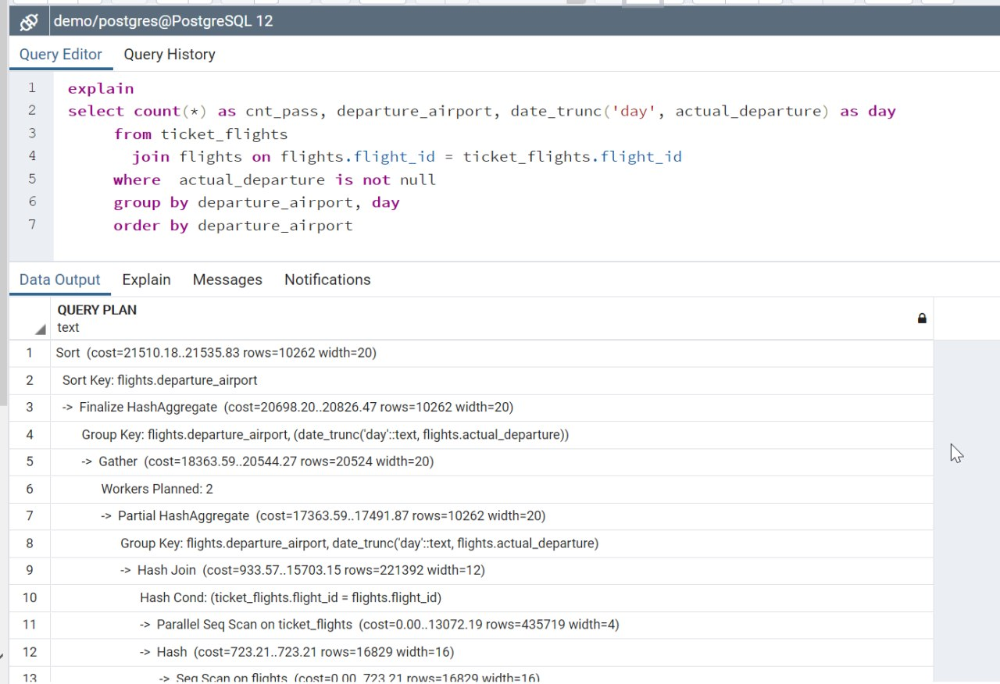 demo/postgres@PostgreSQL 12
Query Editor Query History
1 explain
2 select count(*) as cnt_pass, departure_airport, date_trunc('day', actual_departure) as day
3 from ticket_flights
4 join flights on flights.flight_id = ticket_flights.flight_id
5 where actual_departure is not null
6 group by departure_airport, day
7 order by departure_airport
Data Output Explain Messages Notifications
QUERY PLAN
text
1 Sort (cost=21510.18..21535.83 rows=10262 width=20)
2 Sort Key: flights.departure_airport
3 -> Finalize HashAggregate (cost=20698.20..20826.47 rows=10262 width=20)
4 Group Key: flights.departure_airport, (date_trunc('day'::text, flights.actual_departure))
5 -> Gather (cost=18363.59..20544.27 rows=20524 width=20)
6 Workers Planned: 2
7 -> Partial HashAggregate (cost=17363.59..17491.87 rows=10262 width=20)
8 Group Key: flights.departure_airport, date_trunc('day'::text, flights.actual_departure)
9 -> Hash Join (cost=933.57..15703.15 rows=221392 width=12)
10 Hash Cond: (ticket_flights.flight_id = flights.flight_id)
11 -> Parallel Seq Scan on ticket_flights (cost=0.00..13072.19 rows=435719 width=4)
12 -> Hash (cost=723.21..723.21 rows=16829 width=16)
13 -> Seq Scan on flights (cost=0.00..723.21 rows=16829 width=16)